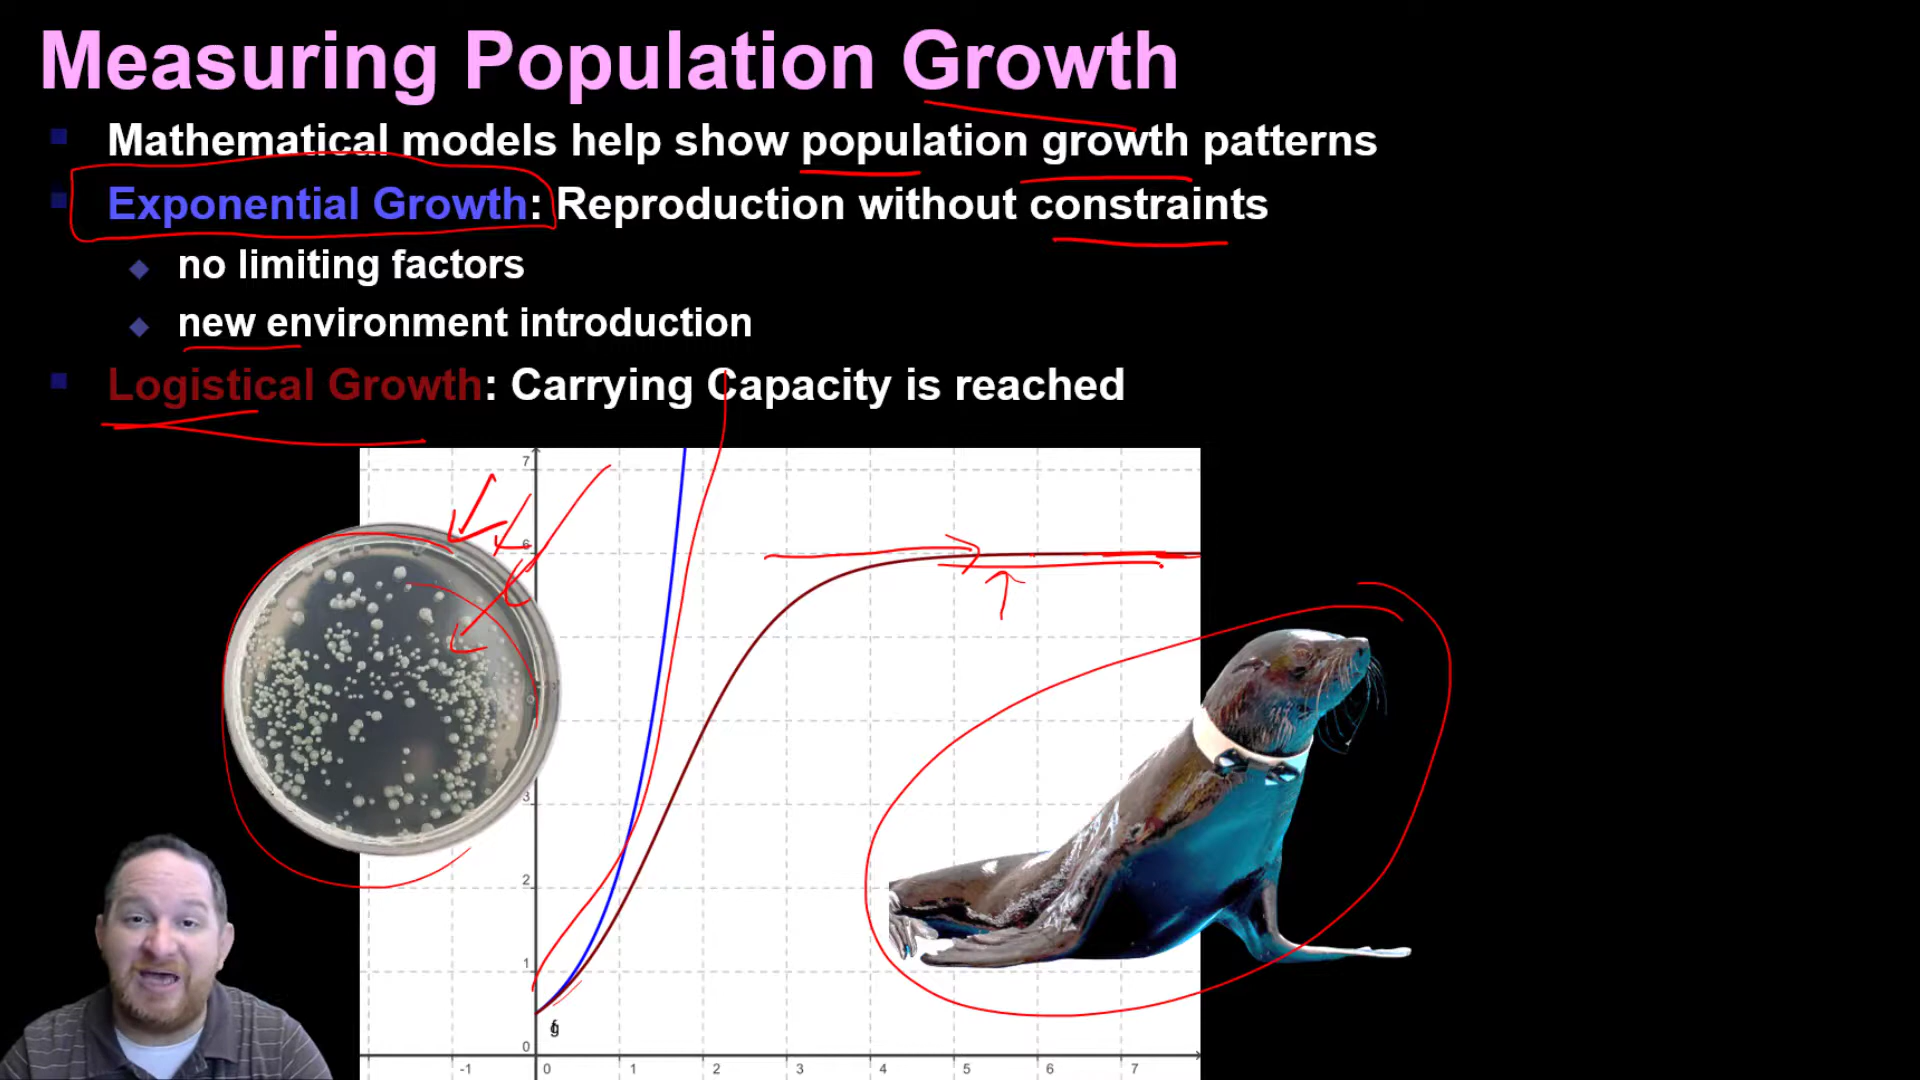 Measuring Population Growth
Mathematical models help show population growth patterns
Exponential Growth: Reproduction without constraints
no limiting factors
new environment introduction
Logistical Growth: Carrying Capacity is reached
7
6
3
2
1
0
-1 0 1 2 3 4 5 6 7